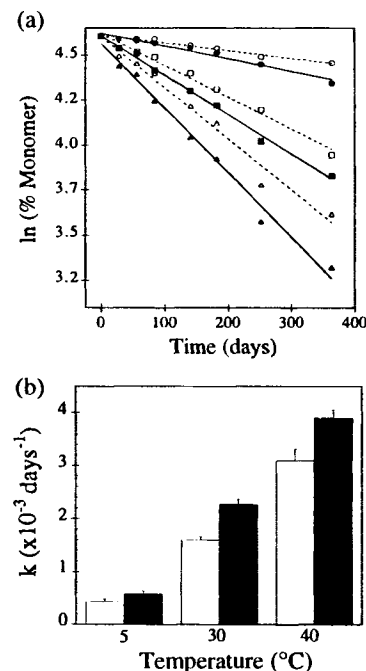 (a)
4.5
4.2
4.0
3.7
3.5
3.2
ln (% Monomer)
0 100 200 300 400
Time (days)
(b)
4
3
2
1
0
k (x10⁻³ days⁻¹)
5 30 40
Temperature (°C)